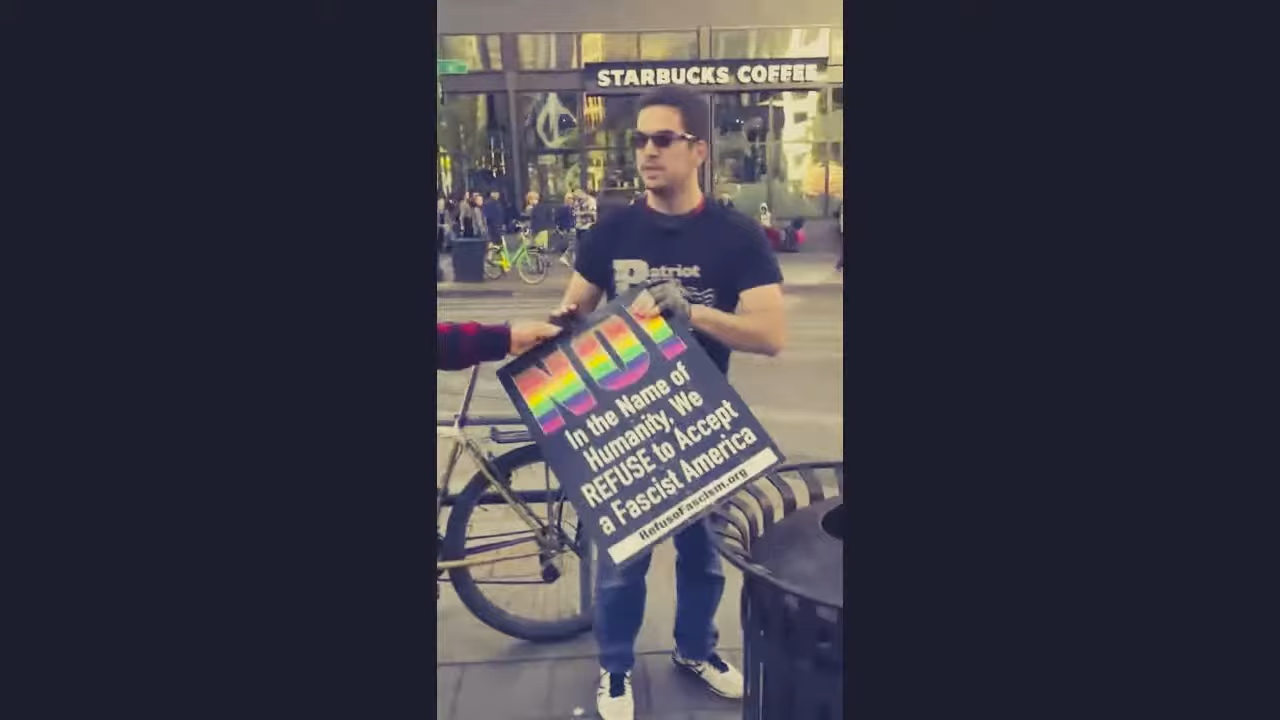 STARBUCKS COFFEE
Patriot
NO!
In the Name of
Humanity, We
REFUSE to Accept
a Fascist America
RefuseFascism.org